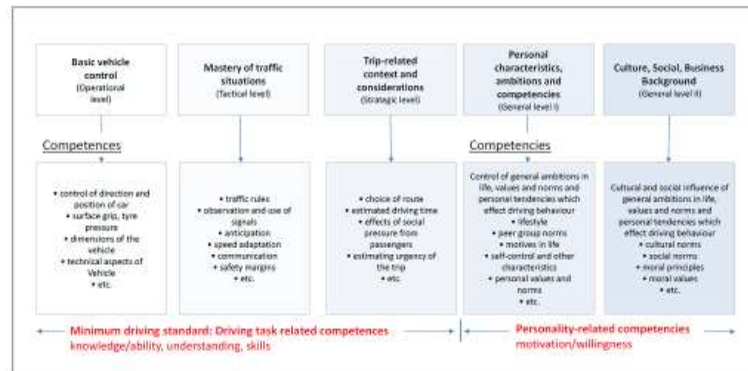 Basic vehicle
control
(Operational
level)
Mastery of traffic
situations
(Tactical level)
Trip-related
context and
considerations
(Strategic level)
Personal
characteristics,
ambitions and
competencies
(General level I)
Culture, Social, Business
Background
(General level II)
Competences
Competencies
• control of direction and
position of car
• surface grip, tyre
pressure
• dimensions of the
vehicle
• technical aspects of
Vehicle
• etc.
• traffic rules
• observation and use of
signals
• anticipation
• speed adaptation
• communication
• safety margins
• etc.
• choice of route
• estimated driving time
• effects of social
pressure from
passengers
• estimating urgency of
the trip
• etc.
Control of general ambitions in
life, values and norms and
personal tendencies which
effect driving behaviour
• lifestyle
• peer group norms
• motives in life
• self-control and other
characteristics
• personal values and
norms
• etc.
Cultural and social influence of
general ambitions in life,
values and norms and
personal tendencies which
effect driving behaviour
• cultural norms
• social norms
• moral principles
• moral values
• etc.
Minimum driving standard: Driving task related competences
knowledge/ability, understanding, skills
Personality-related competencies
motivation/willingness